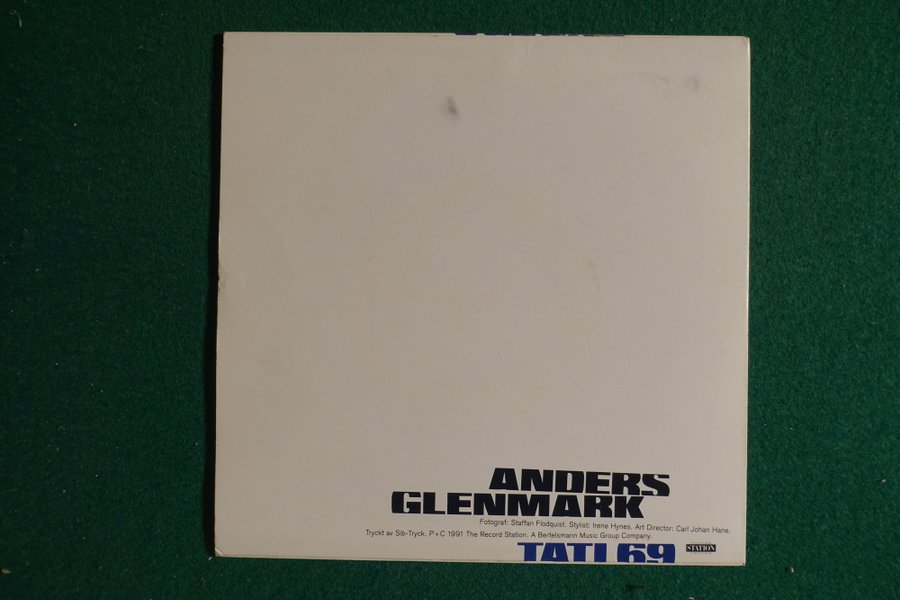 ANDERS
GLENMARK
Fotograf: Staffan Flodquist. Stylist: Irene Hynes. Art Director: Carl Johan Hane.
Tryckt av Sib-Tryck. P+C 1991 The Record Station. A Bertelsmann Music Group Company.
TATI 69
STATION